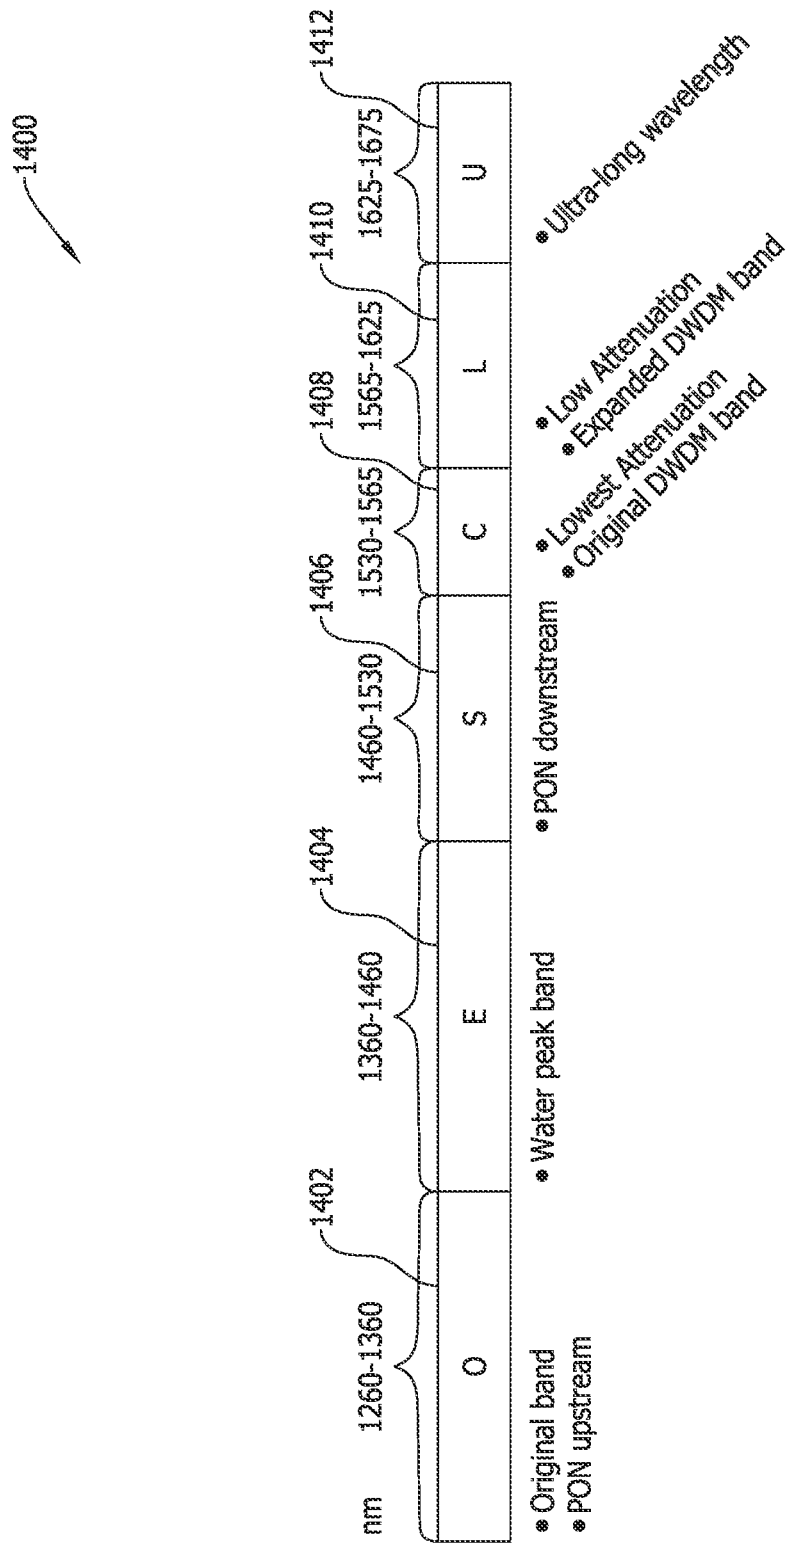 1400
nm
1260-1360
1402
1360-1460
1404
1460-1530
1406
1530-1565
1408
1565-1625
1410
1625-1675
1412
O
E
S
C
L
U
• Original band
• PON upstream
• Water peak band
• PON downstream
• Lowest Attenuation
• Original DWDM band
• Low Attenuation
• Expanded DWDM band
• Ultra-long wavelength